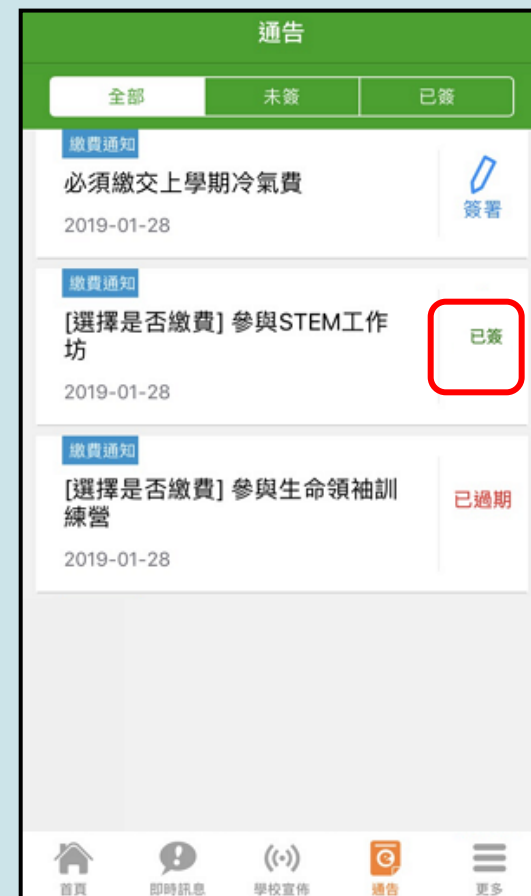 通告
全部 未簽 已簽
繳費通知
必須繳交上學期冷氣費
簽署
2019-01-28
繳費通知
[選擇是否繳費] 參與STEM工作
坊
已簽
2019-01-28
繳費通知
[選擇是否繳費] 參與生命領袖訓
練營
已過期
2019-01-28
首頁 即時訊息 學校宣佈 通告 更多